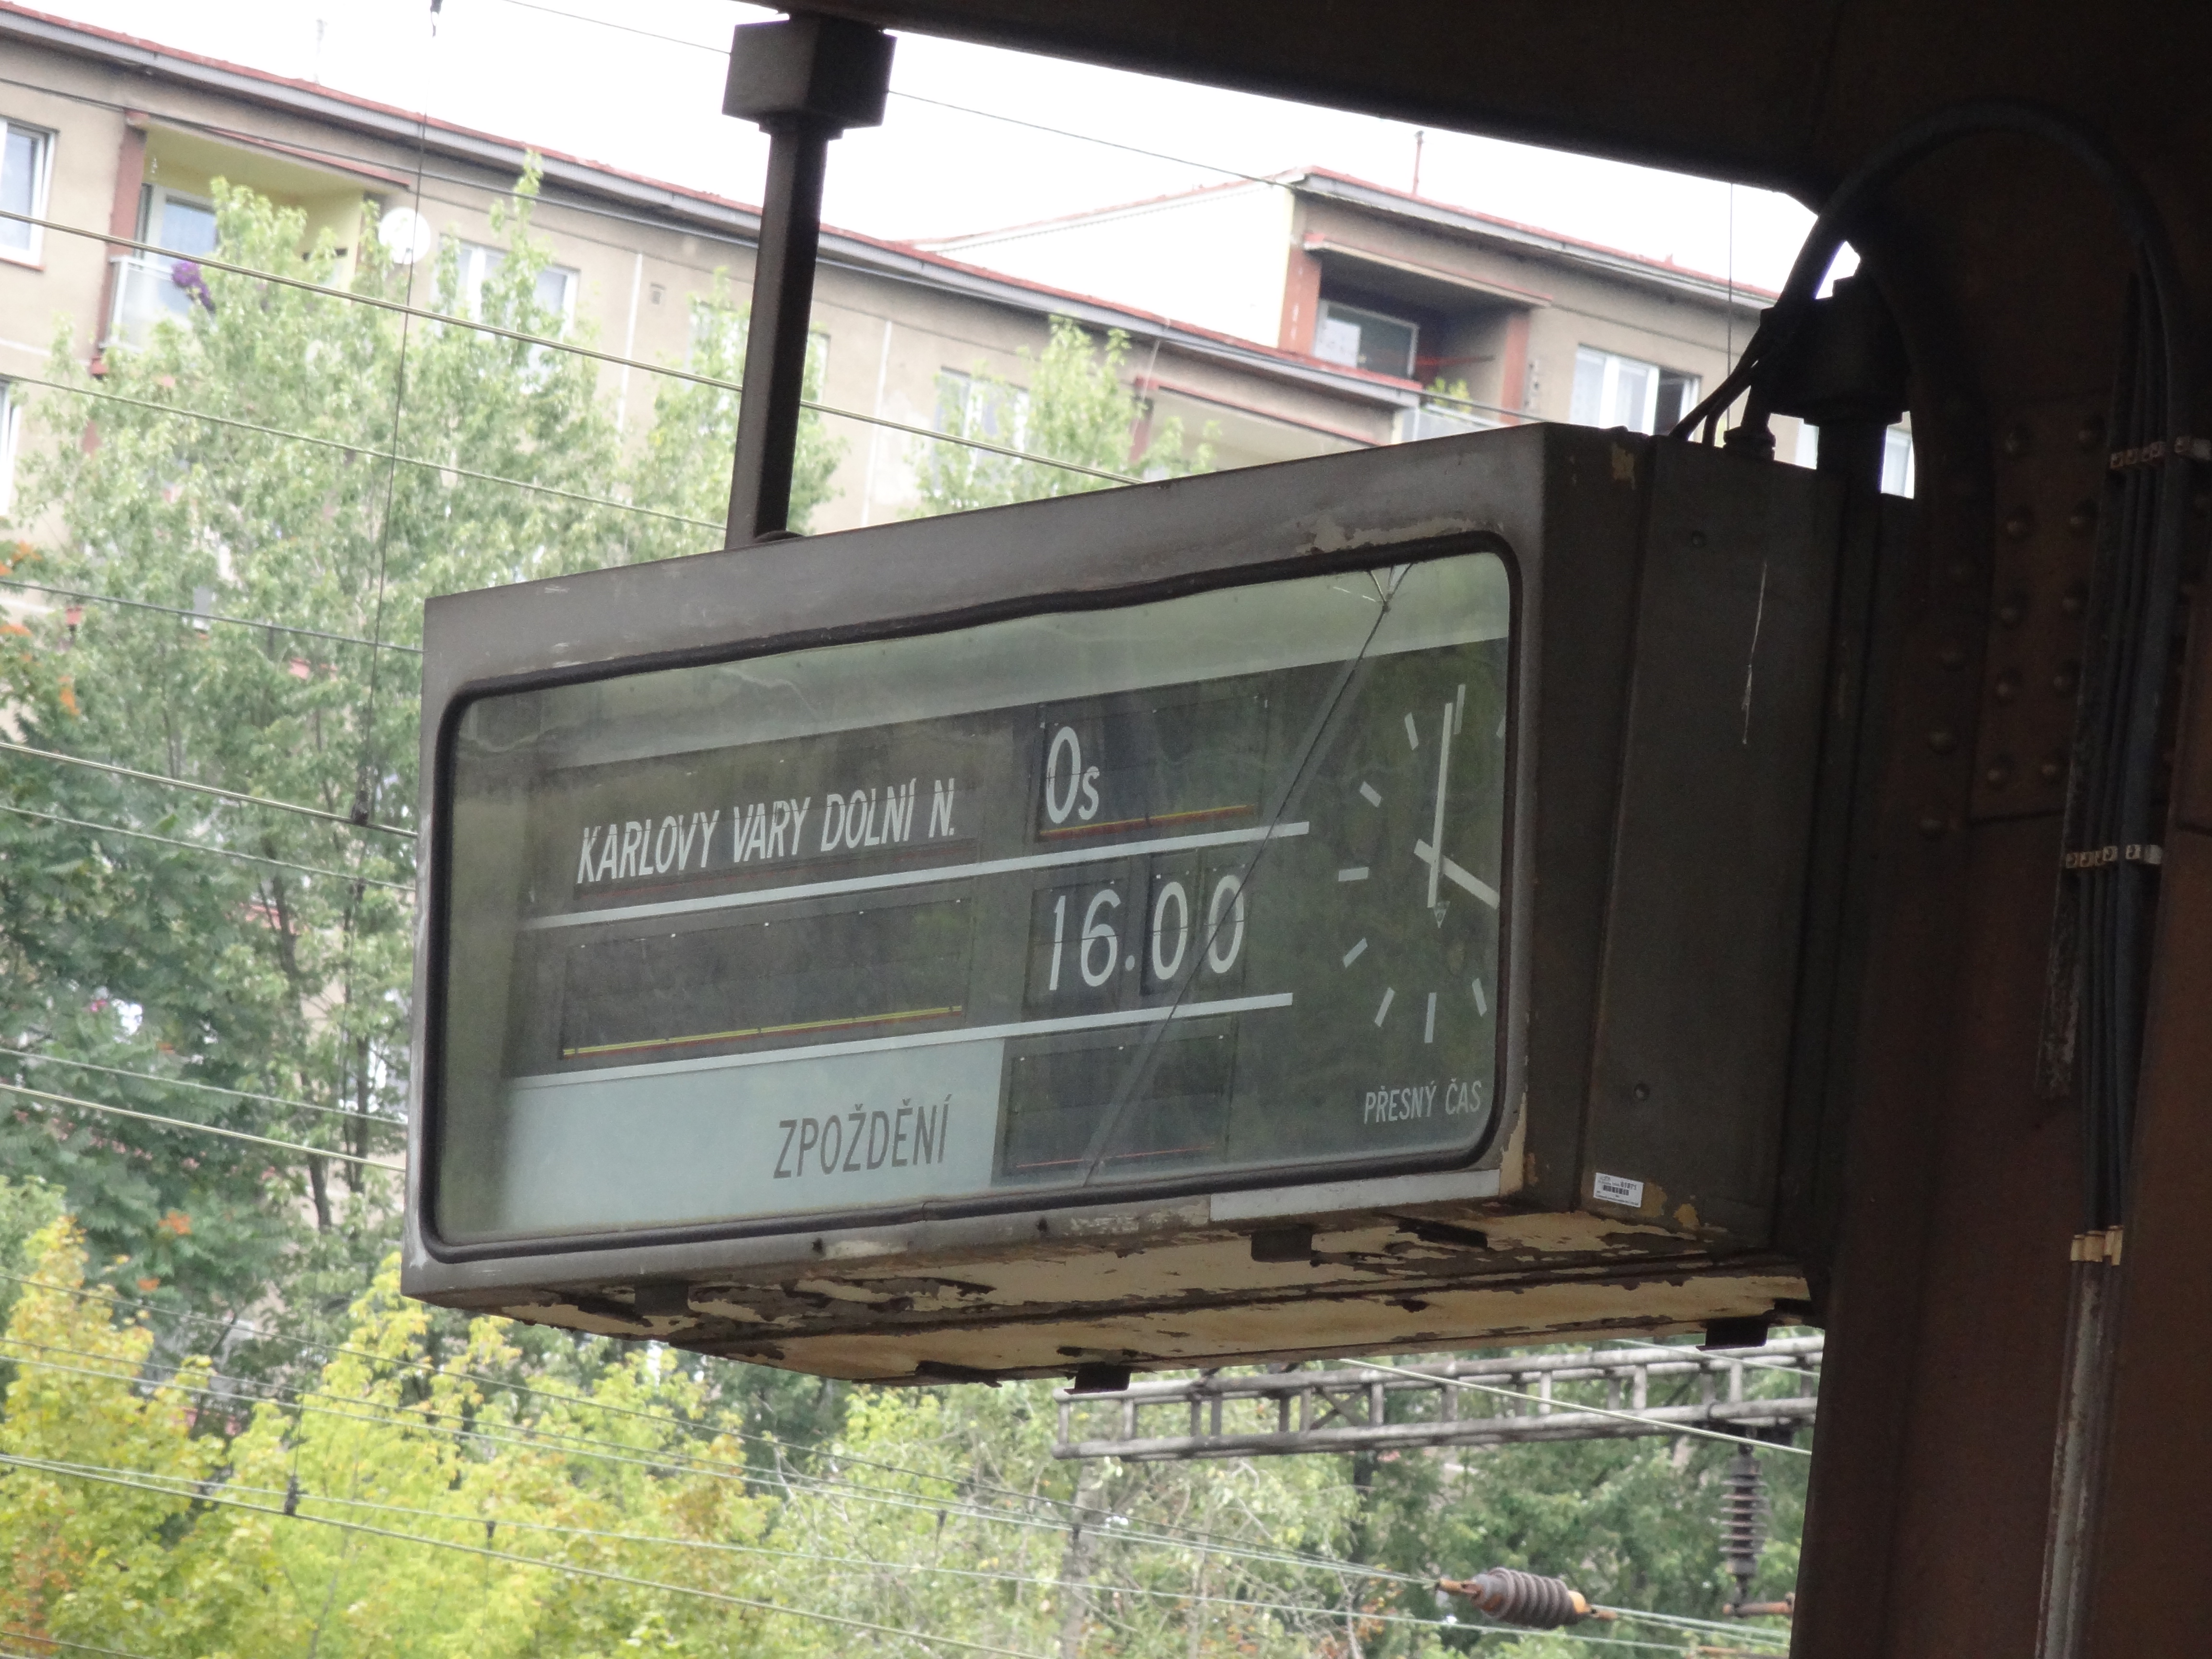 KARLOVY VARY DOLNÍ N.
Os
16.00
ZPOŽDĚNÍ
PŘESNÝ ČAS